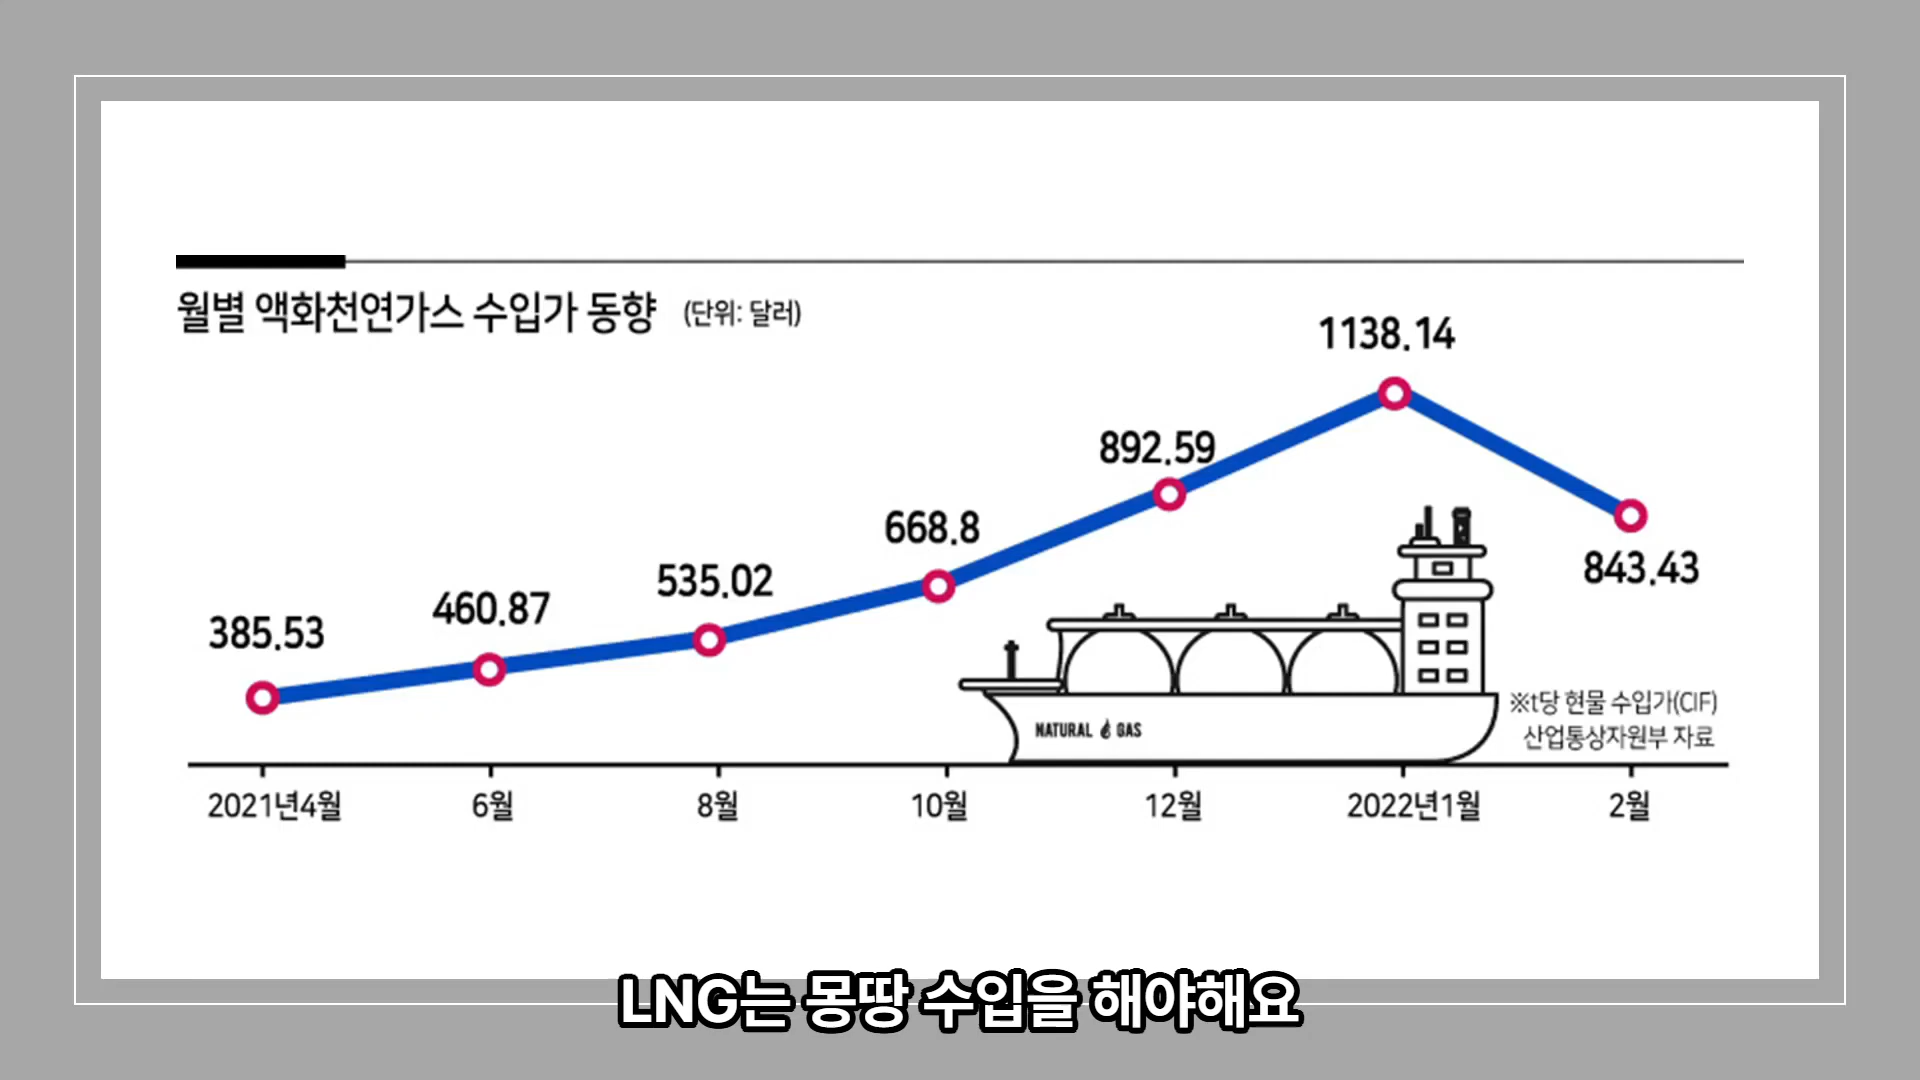 월별 액화천연가스 수입가 동향 (단위: 달러)
1138.14
892.59
843.43
668.8
535.02
460.87
385.53
NATURAL GAS
※t당 현물 수입가(CIF)
산업통상자원부 자료
2021년4월 6월 8월 10월 12월 2022년1월 2월
LNG는 몽땅 수입을 해야해요